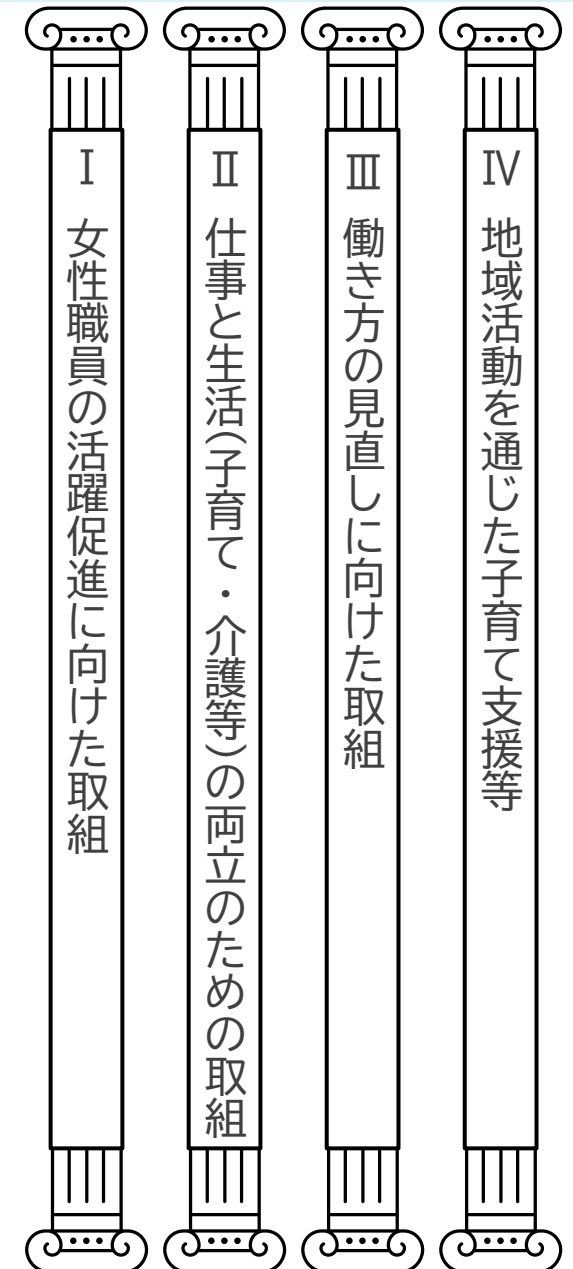 Ⅰ 女性職員の活躍促進に向けた取組
Ⅱ 仕事と生活(子育て・介護等)の両立のための取組
Ⅲ 働き方の見直しに向けた取組
Ⅳ 地域活動を通じた子育て支援等